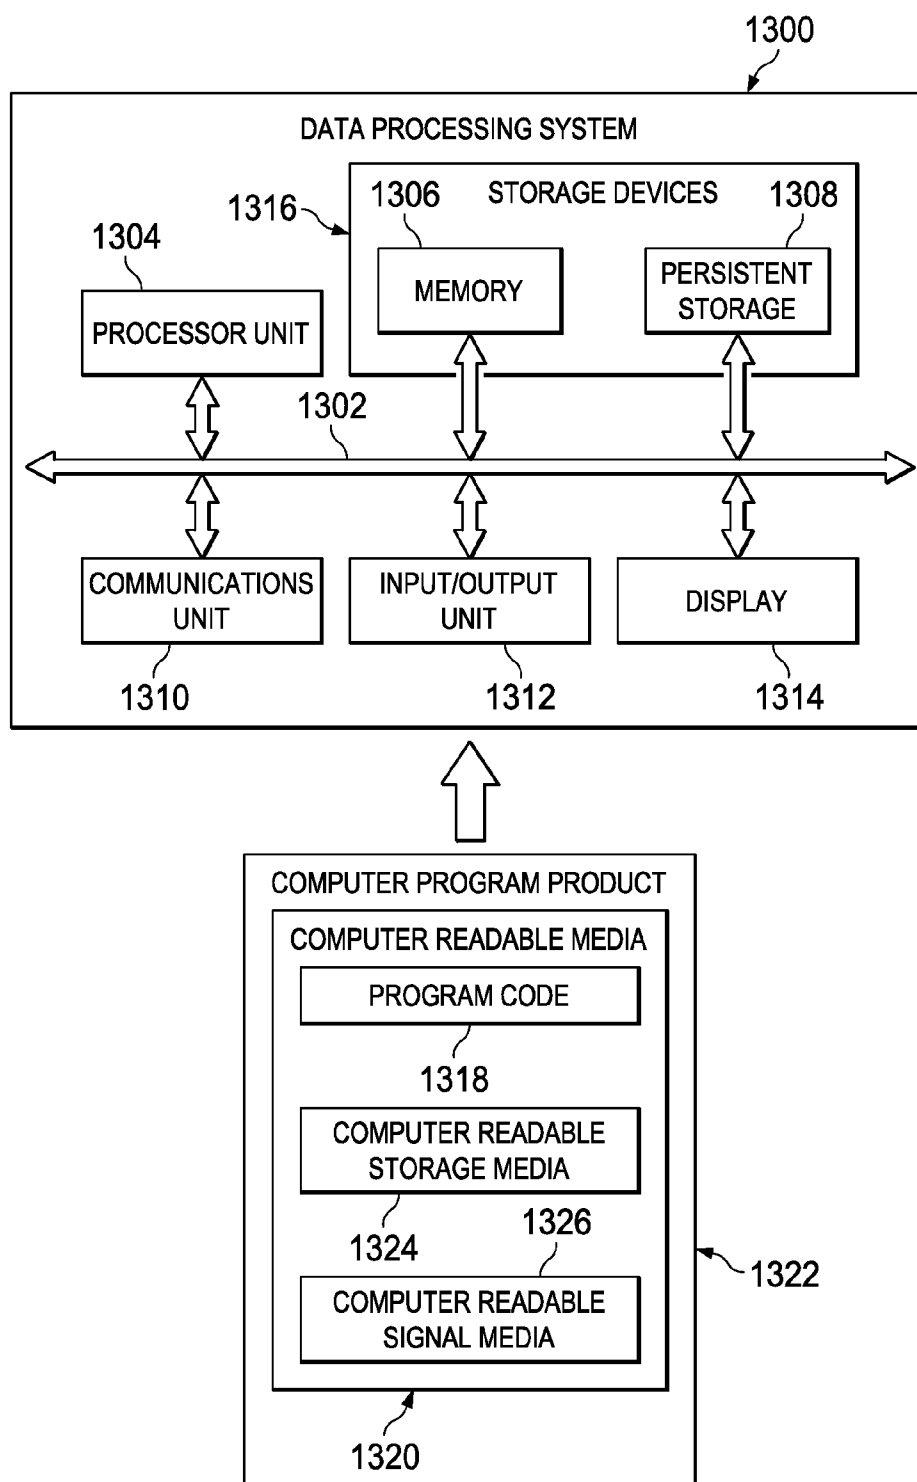 1300
DATA PROCESSING SYSTEM
1316
1306
STORAGE DEVICES
1308
1304
MEMORY
PERSISTENT
STORAGE
PROCESSOR UNIT
1302
COMMUNICATIONS
UNIT
INPUT/OUTPUT
UNIT
DISPLAY
1310
1312
1314
COMPUTER PROGRAM PRODUCT
COMPUTER READABLE MEDIA
PROGRAM CODE
1318
COMPUTER READABLE
STORAGE MEDIA
1324
1326
1322
COMPUTER READABLE
SIGNAL MEDIA
1320